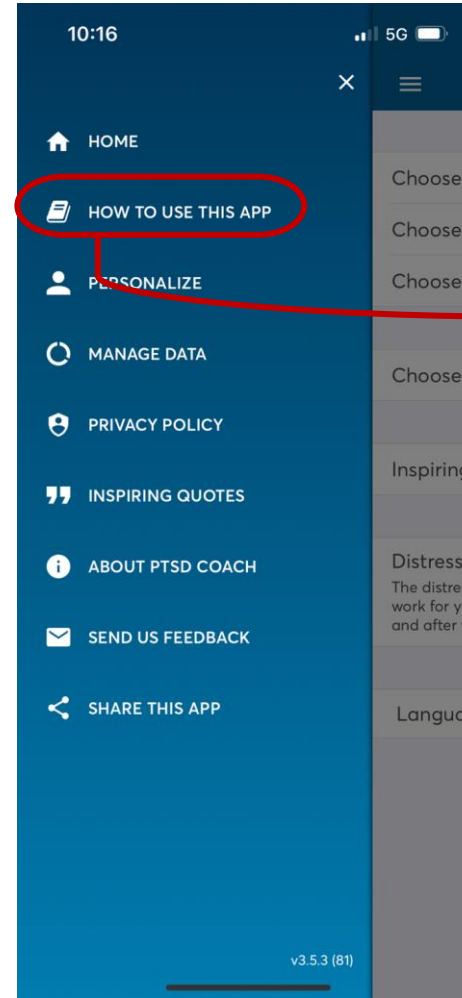 10:16
5G
HOME
HOW TO USE THIS APP
PERSONALIZE
MANAGE DATA
PRIVACY POLICY
INSPIRING QUOTES
ABOUT PTSD COACH
SEND US FEEDBACK
SHARE THIS APP
v3.5.3 (81)
Choose
Choose
Choose
Choose
Inspiring
Distress
The distre
work for y
and after
Langua